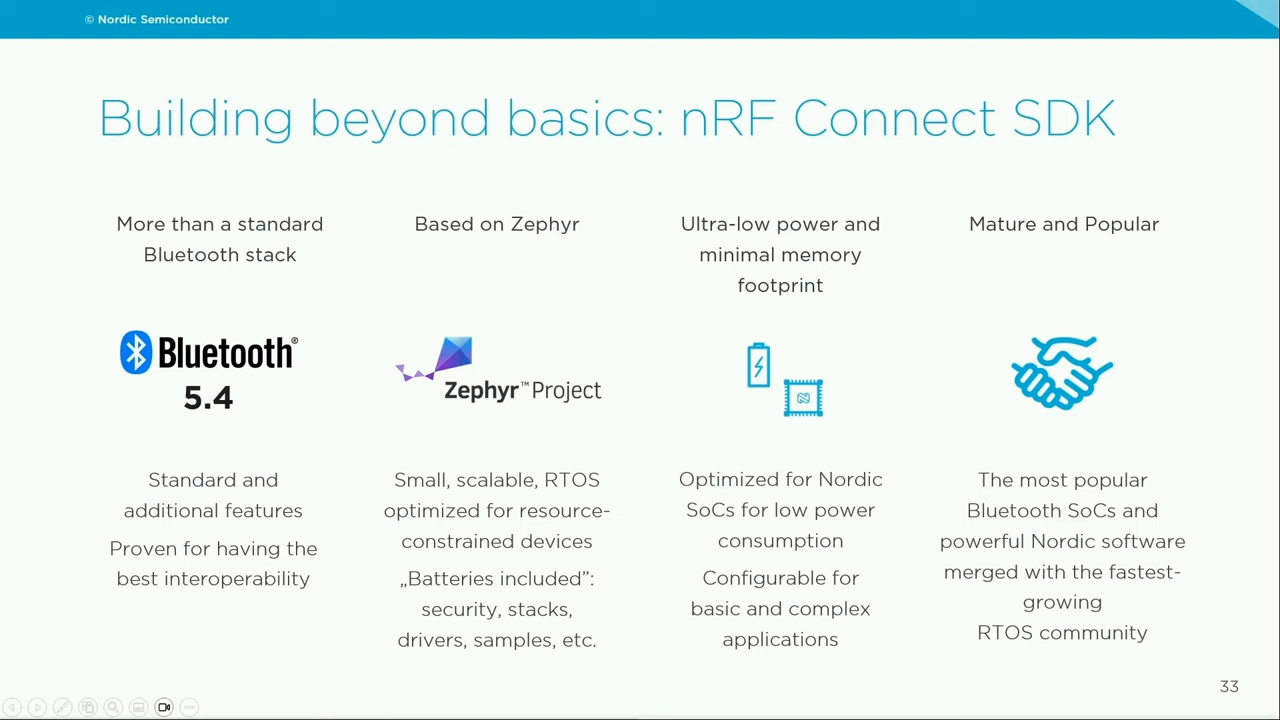 © Nordic Semiconductor
Building beyond basics: nRF Connect SDK
More than a standard
Bluetooth stack
Bluetooth®
5.4
Standard and
additional features
Proven for having the
best interoperability
Based on Zephyr
Zephyr™Project
Small, scalable, RTOS
optimized for resource-
constrained devices
„Batteries included”:
security, stacks,
drivers, samples, etc.
Ultra-low power and
minimal memory
footprint
Optimized for Nordic
SoCs for low power
consumption
Configurable for
basic and complex
applications
Mature and Popular
The most popular
Bluetooth SoCs and
powerful Nordic software
merged with the fastest-
growing
RTOS community
33